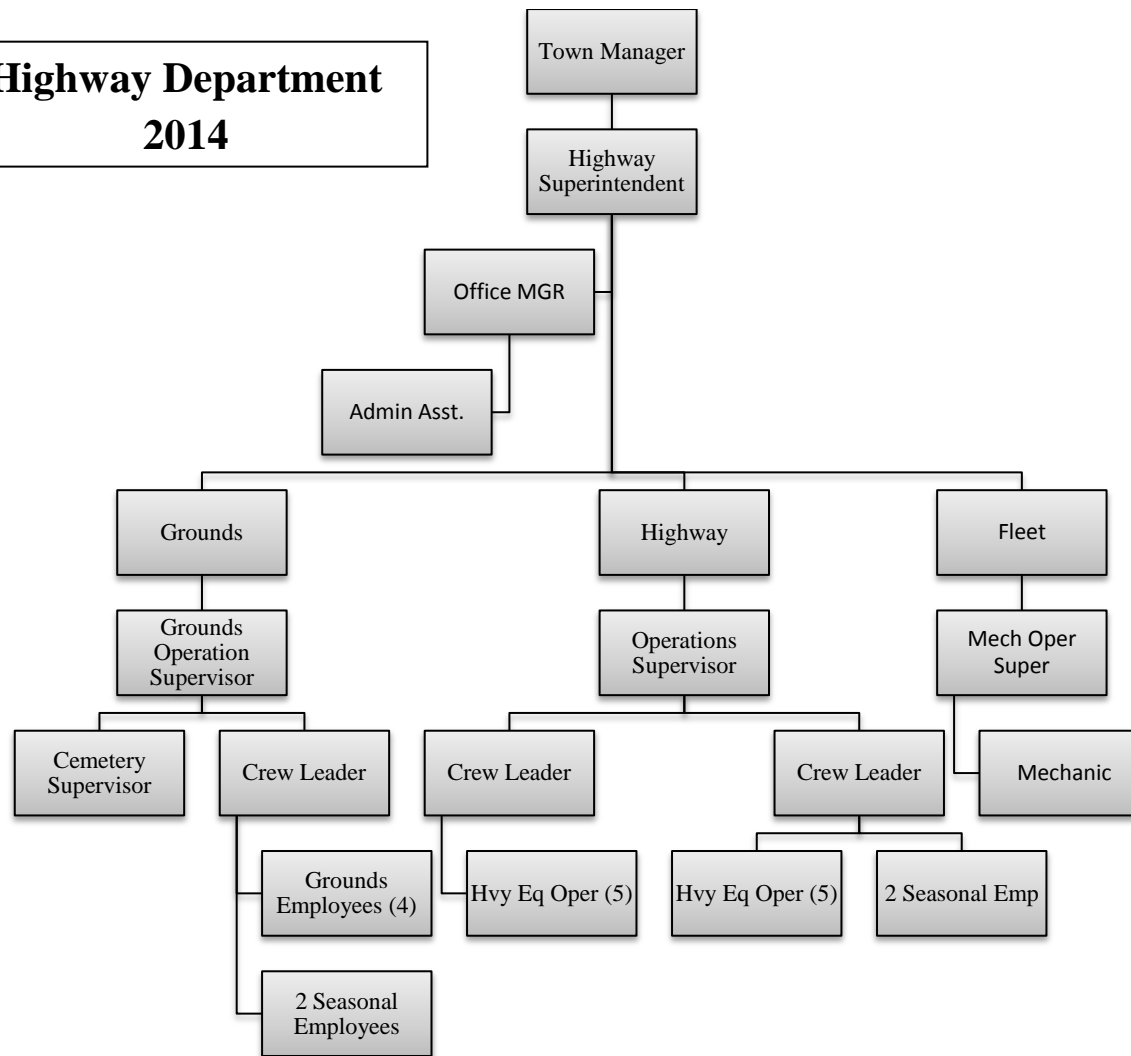 Town Manager
Highway Department
2014
Highway
Superintendent
Office MGR
Admin Asst.
Grounds
Highway
Fleet
Grounds
Operation
Supervisor
Operations
Supervisor
Mech Oper
Super
Cemetery
Supervisor
Crew Leader
Crew Leader
Crew Leader
Mechanic
Grounds
Employees (4)
Hvy Eq Oper (5)
Hvy Eq Oper (5)
2 Seasonal Emp
2 Seasonal
Employees